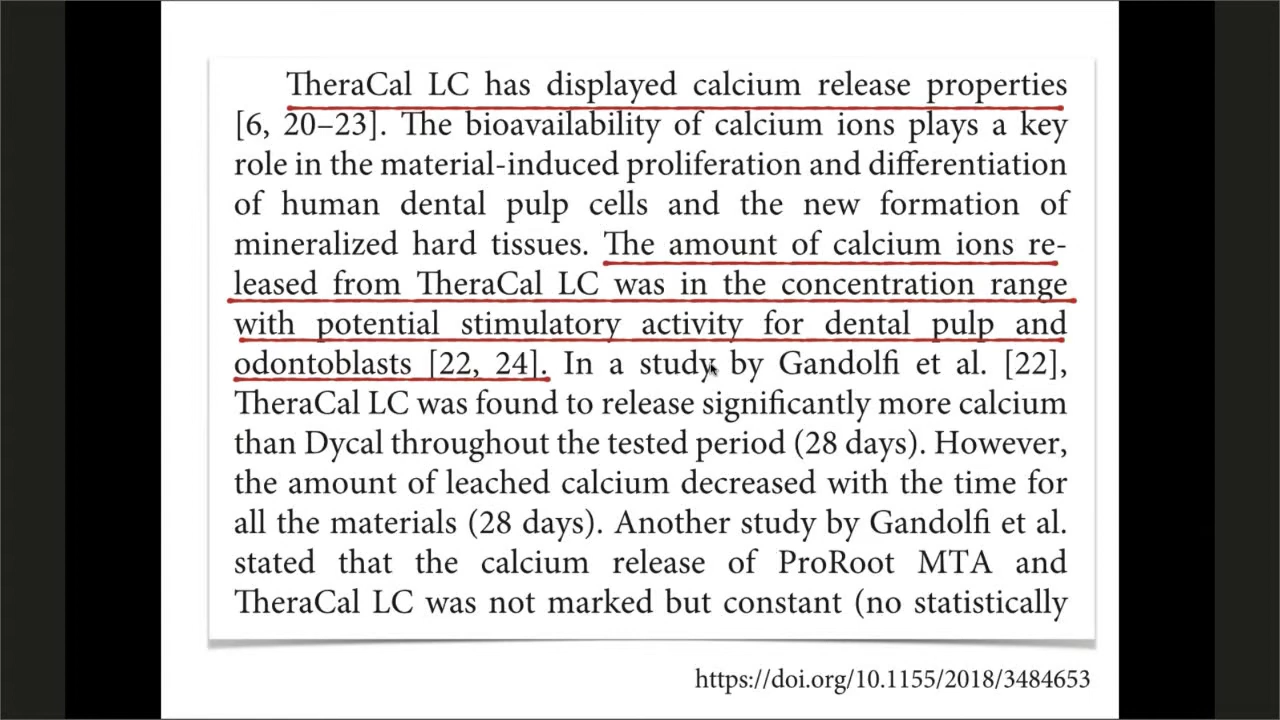 TheraCal LC has displayed calcium release properties
[6, 20–23]. The bioavailability of calcium ions plays a key
role in the material-induced proliferation and differentiation
of human dental pulp cells and the new formation of
mineralized hard tissues. The amount of calcium ions re-
leased from TheraCal LC was in the concentration range
with potential stimulatory activity for dental pulp and
odontoblasts [22, 24]. In a study by Gandolfi et al. [22],
TheraCal LC was found to release significantly more calcium
than Dycal throughout the tested period (28 days). However,
the amount of leached calcium decreased with the time for
all the materials (28 days). Another study by Gandolfi et al.
stated that the calcium release of ProRoot MTA and
TheraCal LC was not marked but constant (no statistically
https://doi.org/10.1155/2018/3484653